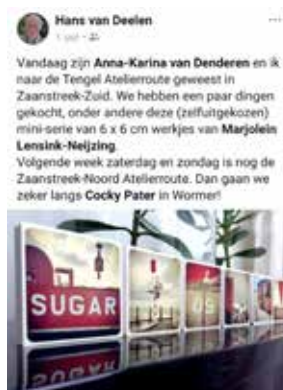 Hans van Deelen
1 uur
Vandaag zijn Anna-Karina van Denderen en ik
naar de Tengel Atelierroute geweest in
Zaanstreek-Zuid. We hebben een paar dingen
gekocht, onder andere deze (zelfuitgekozen)
mini-serie van 6 x 6 cm werkjes van Marjolein
Lensink-Neijzing.
Volgende week zaterdag en zondag is nog de
Zaanstreek-Noord Atelierroute. Dan gaan we
zeker langs Cocky Pater in Wormer!
SUGAR